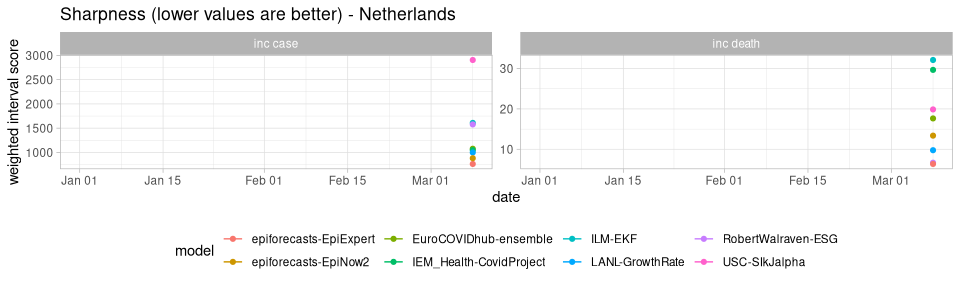 Sharpness (lower values are better) - Netherlands
inc case
inc death
weighted interval score
3000
2500
2000
1500
1000
30
20
10
Jan 01 Jan 15 Feb 01 Feb 15 Mar 01
Jan 01 Jan 15 Feb 01 Feb 15 Mar 01
date
model
epiforecasts-EpiExpert EuroCOVIDhub-ensemble ILM-EKF RobertWalraven-ESG
epiforecasts-EpiNow2 IEM_Health-CovidProject LANL-GrowthRate USC-SIkJalpha